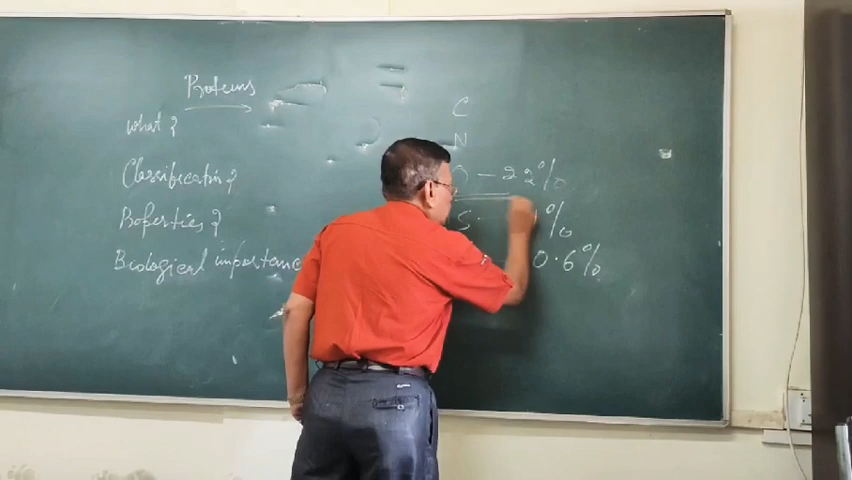 Proteins
What?
Classification?
Properties?
Biological importance
C
N
O - 22%
S - %
0.6%